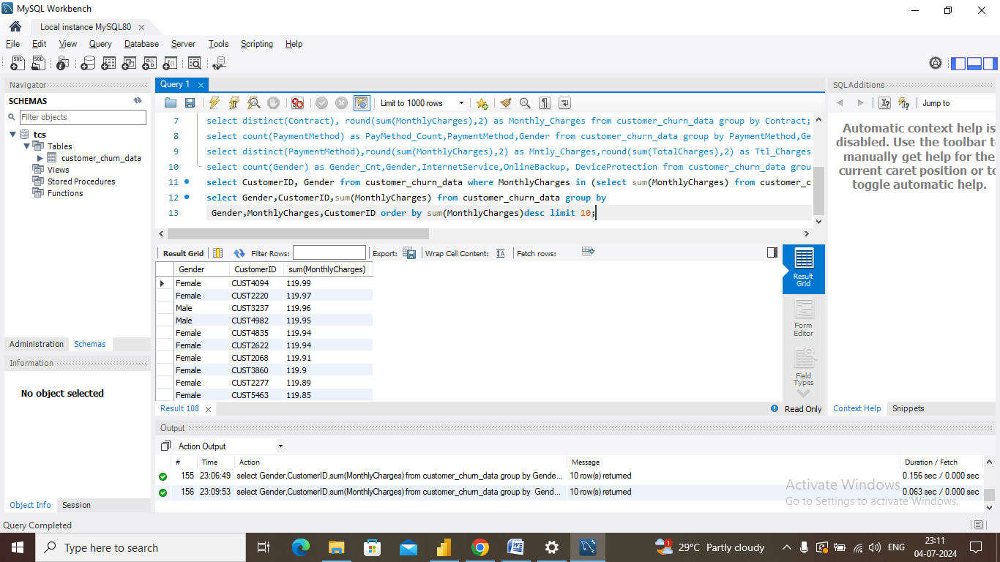 MySQL Workbench
Local instance MySQL80
File Edit View Query Database Server Tools Scripting Help
Navigator
SCHEMAS
Filter objects
tcs
Tables
customer_churn_data
Views
Stored Procedures
Functions
Administration Schemas
Information
No object selected
Object Info Session
Query 1
Limit to 1000 rows
7 select distinct(Contract), round(sum(MonthlyCharges),2) as Monthly_Charges from customer_churn_data group by Contract;
8 select count(PaymentMethod) as PayMethod_Count,PaymentMethod,Gender from customer_churn_data group by PaymentMethod,Ge
9 select distinct(PaymentMethod),round(sum(MonthlyCharges),2) as Mntly_Charges,round(sum(TotalCharges),2) as Ttl_Charges
10 select count(Gender) as Gender_Cnt,Gender,InternetService,OnlineBackup, DeviceProtection from customer_churn_data grou
11 select CustomerID, Gender from customer_churn_data where MonthlyCharges in (select sum(MonthlyCharges) from customer_c
12 select Gender,CustomerID,sum(MonthlyCharges) from customer_churn_data group by
13 Gender,MonthlyCharges,CustomerID order by sum(MonthlyCharges)desc limit 10;
Result Grid Filter Rows: Export: Wrap Cell Content: Fetch rows:
Gender CustomerID sum(MonthlyCharges)
Female CUST4094 119.99
Female CUST2220 119.97
Male CUST3237 119.96
Male CUST4982 119.95
Female CUST4835 119.94
Female CUST2622 119.94
Female CUST2068 119.91
Female CUST3860 119.9
Female CUST2277 119.89
Female CUST5463 119.85
Result
Grid
Form
Editor
Field
Types
Result 108
Read Only
SQLAdditions
Jump to
Automatic context help is
disabled. Use the toolbar t
manually get help for the
current caret position or to
toggle automatic help.
Context Help Snippets
Output
Action Output
# Time Action Message Duration / Fetch
155 23:06:49 select Gender,CustomerID,sum(MonthlyCharges) from customer_churn_data group by Gende... 10 row(s) returned 0.156 sec / 0.000 sec
156 23:09:53 select Gender,CustomerID,sum(MonthlyCharges) from customer_churn_data group by Gend... 10 row(s) returned 0.063 sec / 0.000 sec
Activate Windows
Go to Settings to activate Windows.
Query Completed
Type here to search
1
29°C Partly cloudy
ENG
23:11
04-07-2024